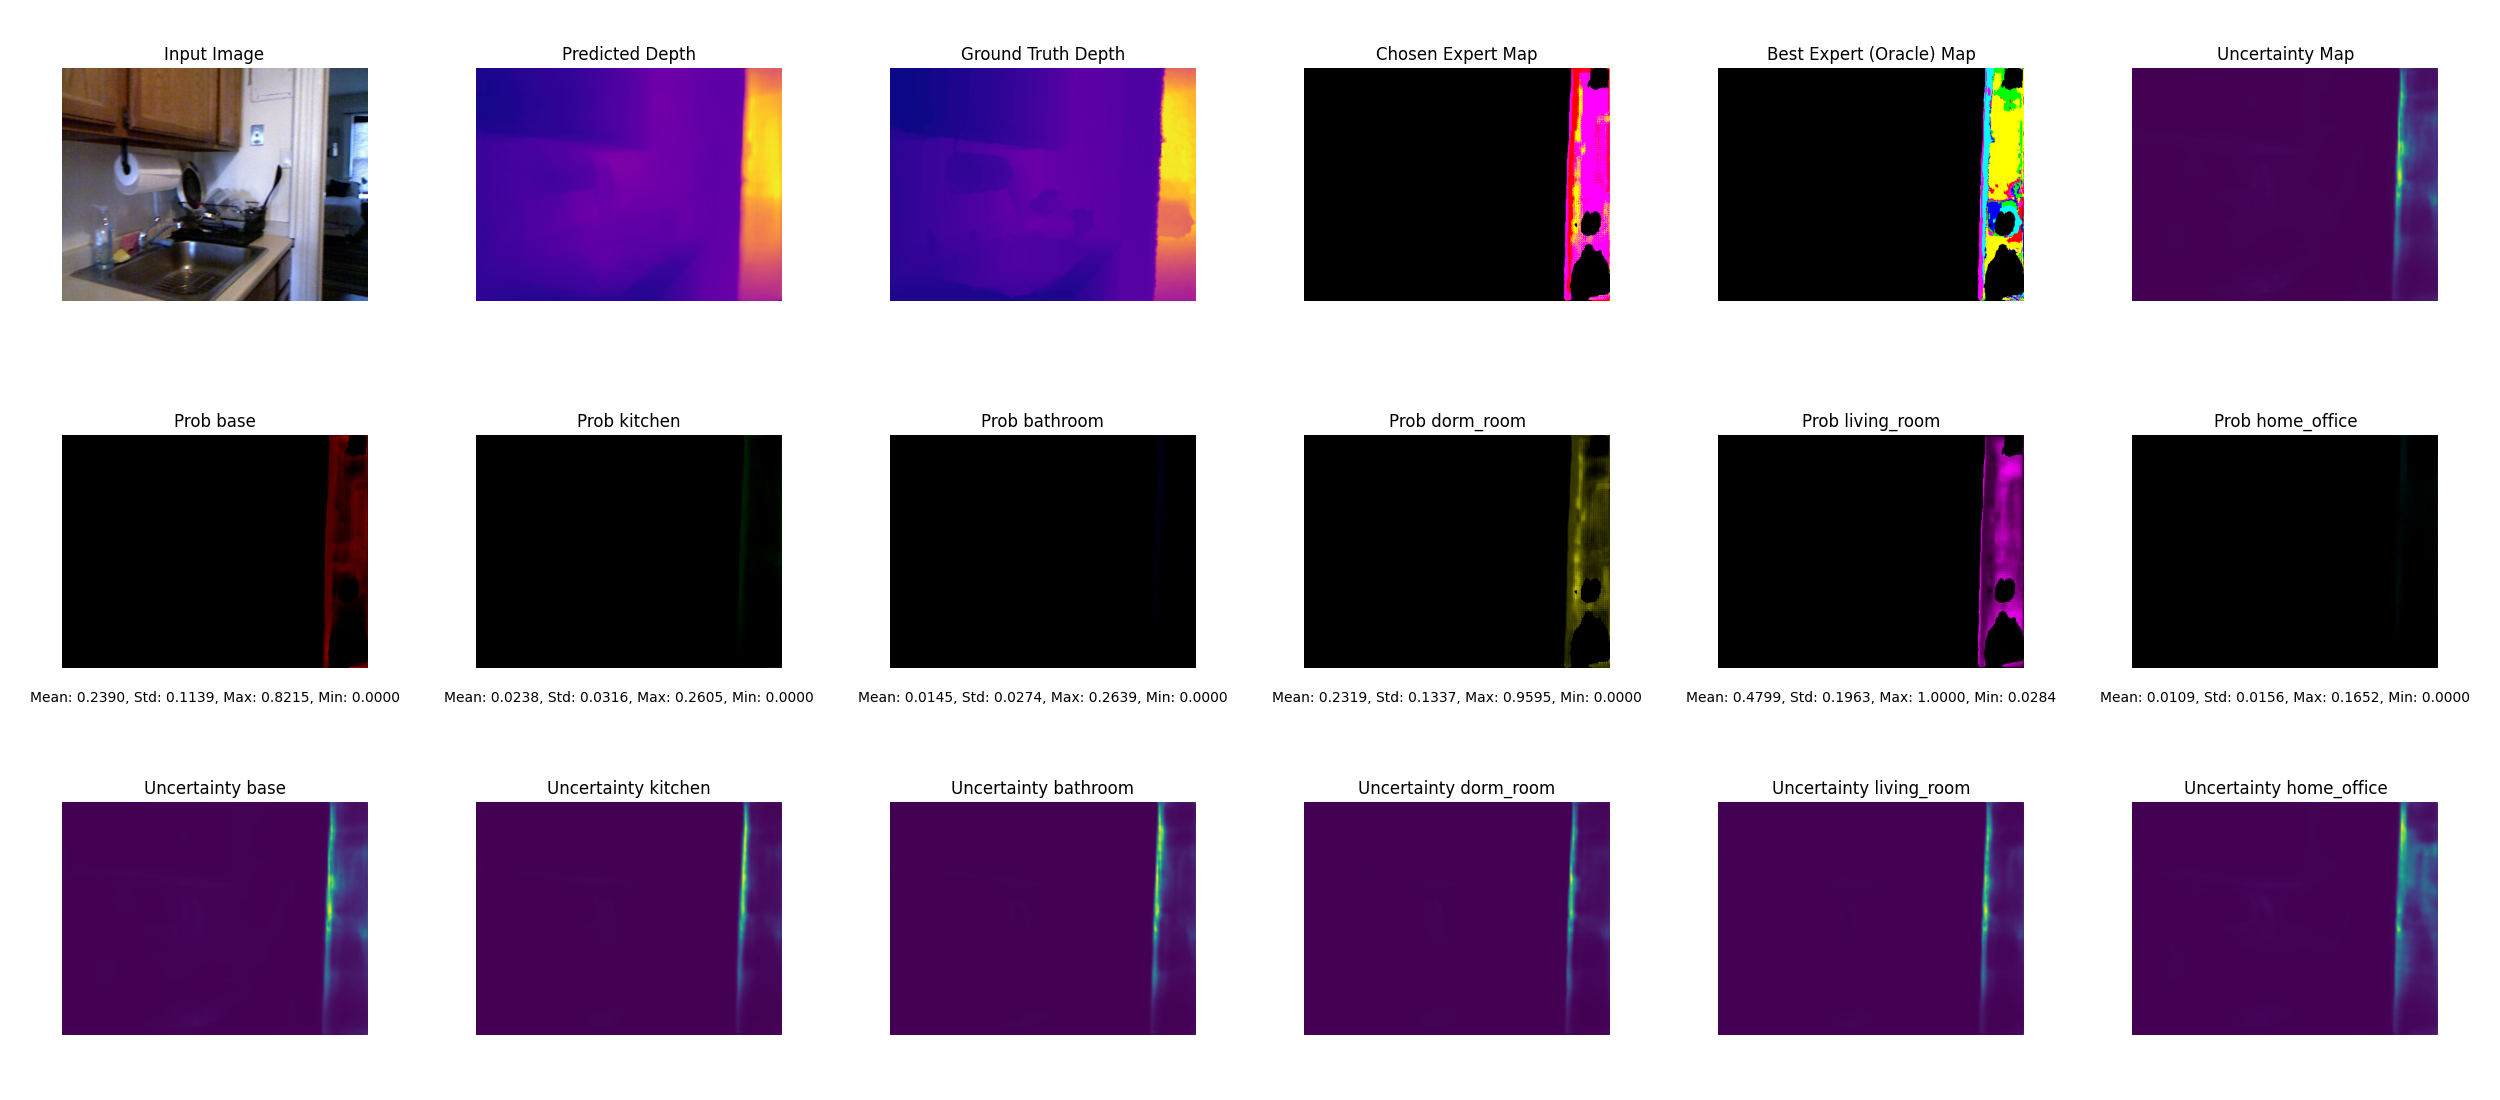 Input Image
Predicted Depth
Ground Truth Depth
Chosen Expert Map
Best Expert (Oracle) Map
Uncertainty Map
Prob base
Prob kitchen
Prob bathroom
Prob dorm_room
Prob living_room
Prob home_office
Mean: 0.2390, Std: 0.1139, Max: 0.8215, Min: 0.0000
Mean: 0.0238, Std: 0.0316, Max: 0.2605, Min: 0.0000
Mean: 0.0145, Std: 0.0274, Max: 0.2639, Min: 0.0000
Mean: 0.2319, Std: 0.1337, Max: 0.9595, Min: 0.0000
Mean: 0.4799, Std: 0.1963, Max: 1.0000, Min: 0.0284
Mean: 0.0109, Std: 0.0156, Max: 0.1652, Min: 0.0000
Uncertainty base
Uncertainty kitchen
Uncertainty bathroom
Uncertainty dorm_room
Uncertainty living_room
Uncertainty home_office